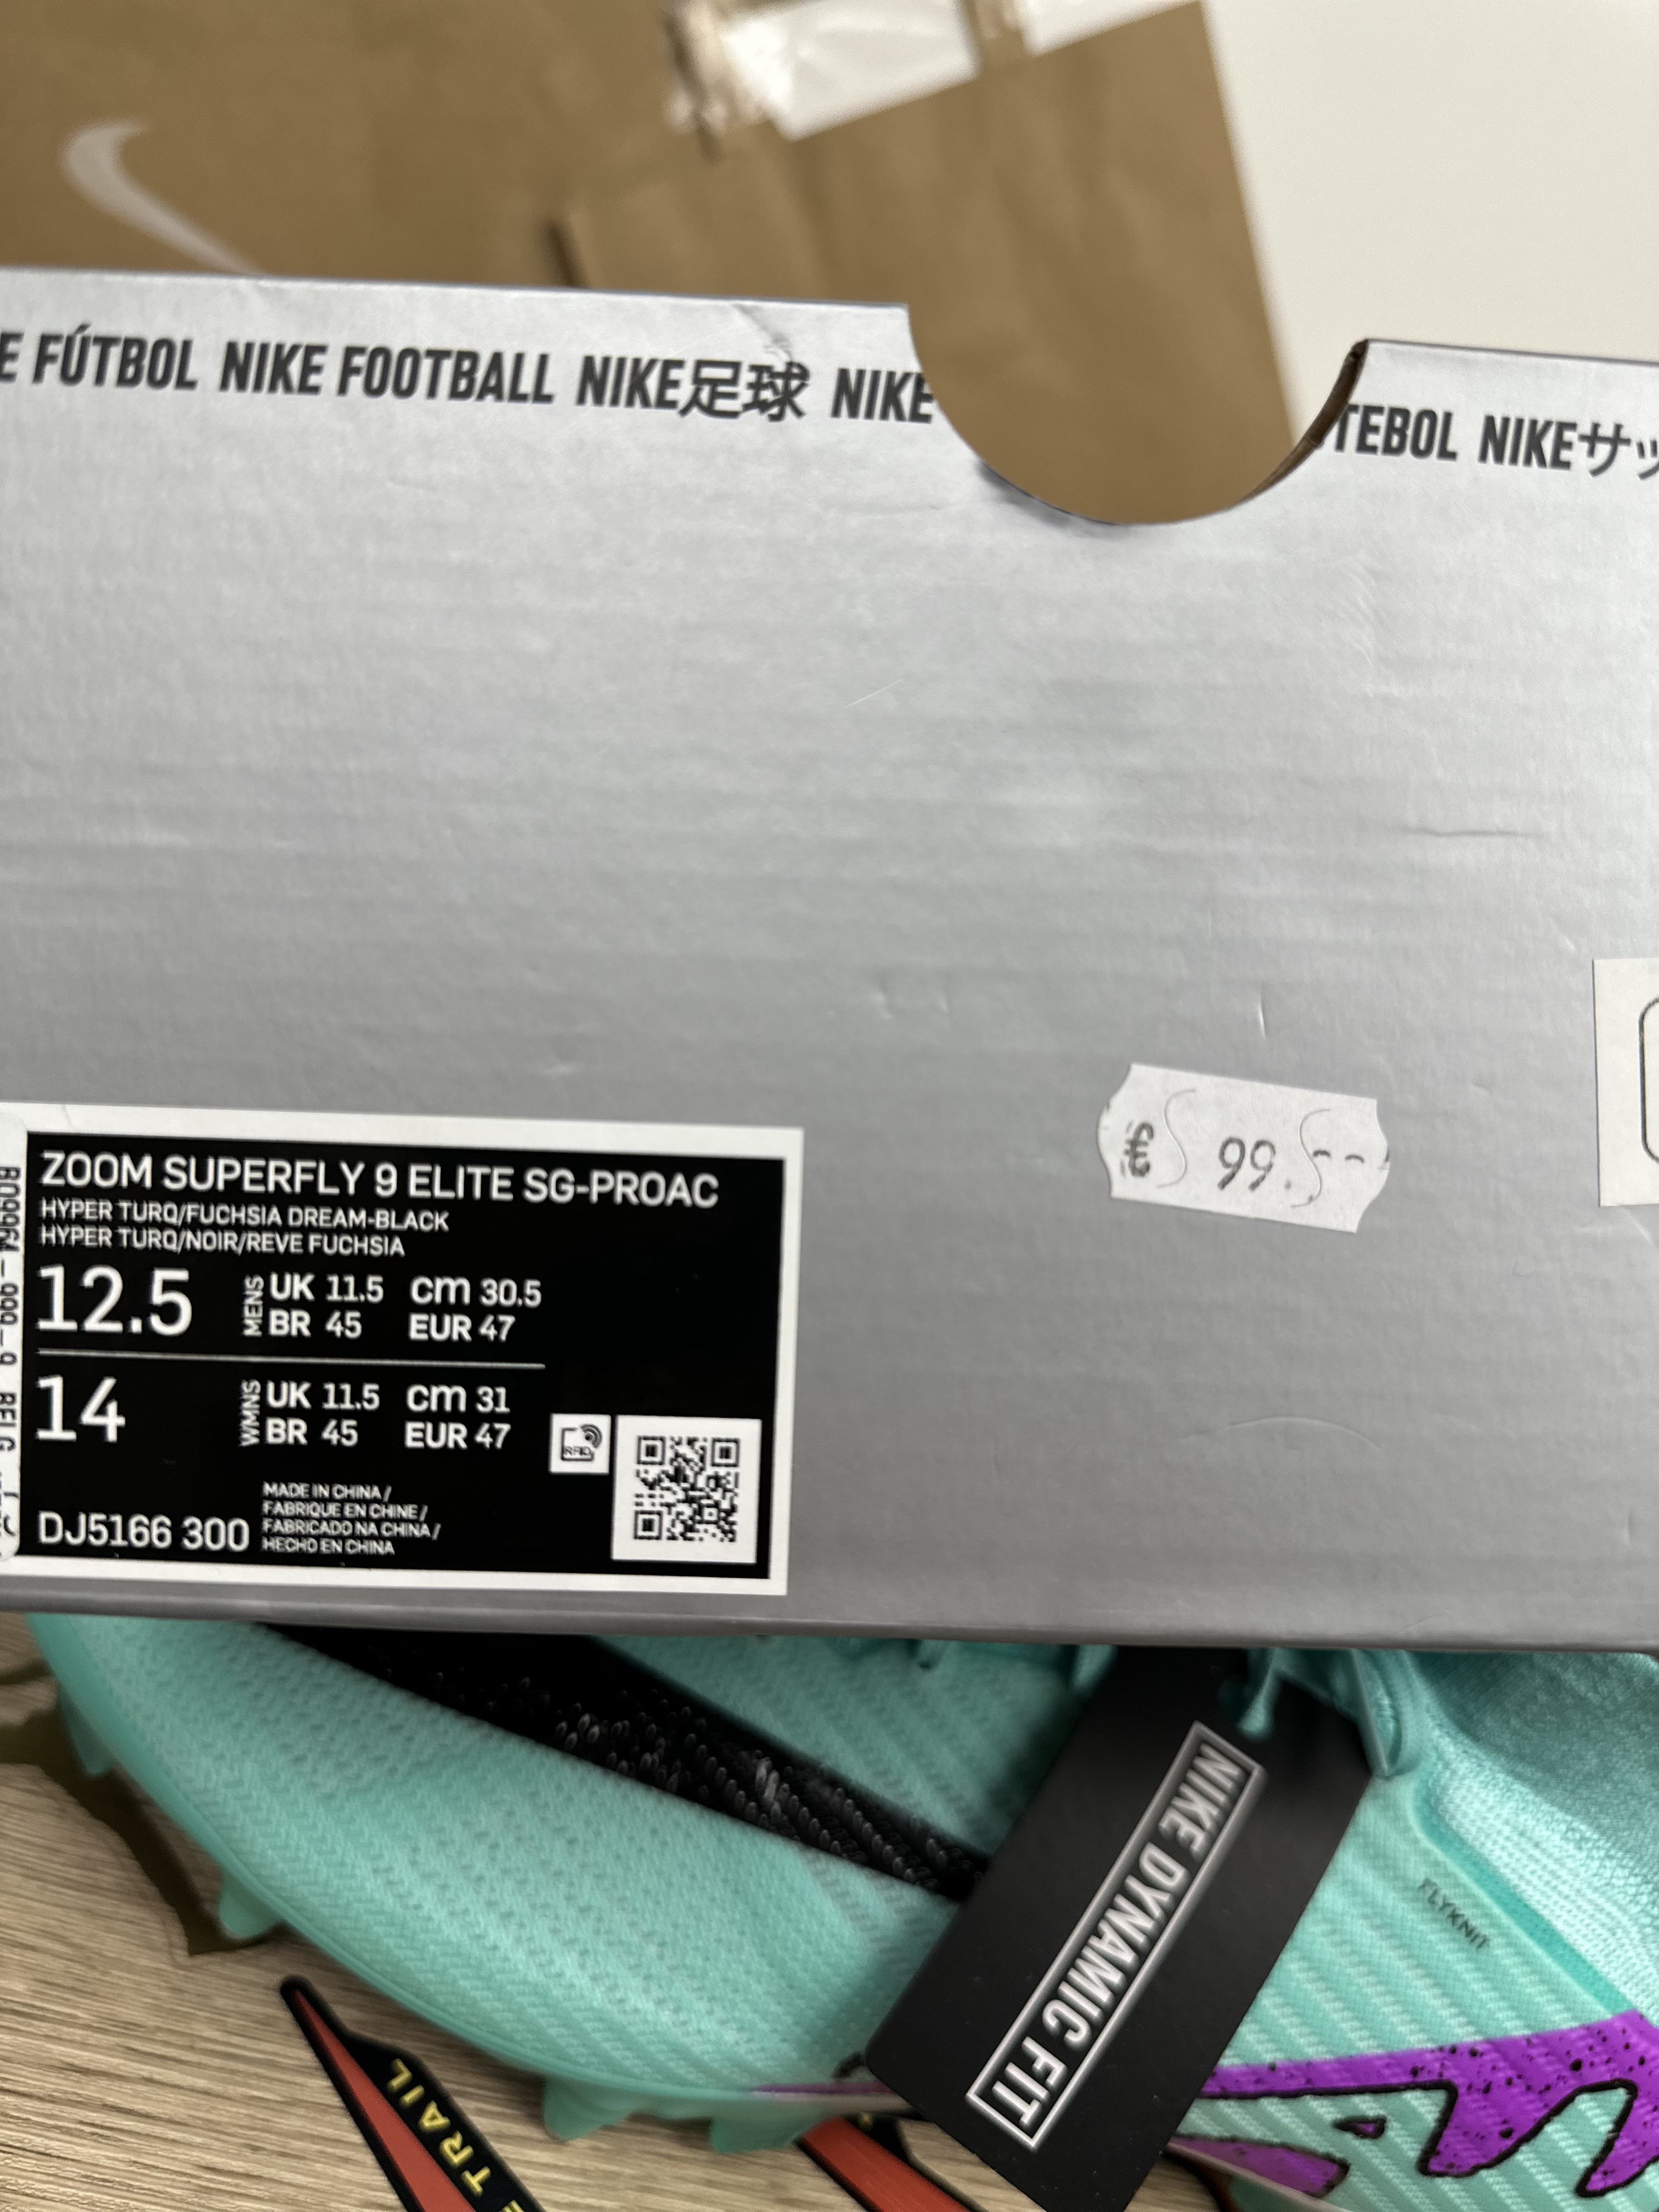 E FÚTBOL NIKE FOOTBALL NIKE足球 NIKE TEBOL NIKEサッ
99.--
ZOOM SUPERFLY 9 ELITE SG-PROAC
HYPER TURQ/FUCHSIA DREAM-BLACK
HYPER TURQ/NOIR/REVE FUCHSIA
12.5 MENS UK 11.5 cm 30.5
BR 45 EUR 47
14 WMNS UK 11.5 cm 31
BR 45 EUR 47
RFID
DJ5166 300
MADE IN CHINA /
FABRIQUE EN CHINE /
FABRICADO NA CHINA /
HECHO EN CHINA
NIKE DYNAMIC FIT
FLYKNIT
E TRAIL